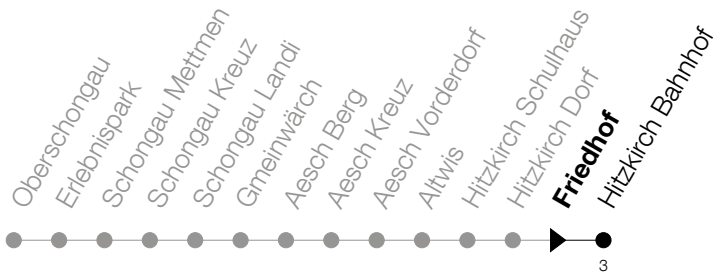 Oberschongau
Erlebnispark
Schongau Mettmen
Schongau Kreuz
Schongau Landi
Gmeinwärch
Aesch Berg
Aesch Kreuz
Aesch Vorderdorf
Altwis
Hitzkirch Schulhaus
Hitzkirch Dorf
Friedhof
Hitzkirch Bahnhof
3